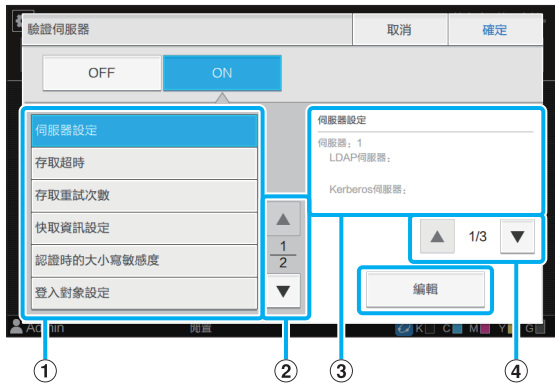 驗證伺服器
取消
確定
OFF
ON
伺服器設定
存取超時
存取重試次數
快取資訊設定
認證時的大小寫敏感度
登入對象設定
1
2
伺服器設定
伺服器：1
LDAP伺服器：
Kerberos伺服器：
1/3
編輯
Admin
閒置
K
C
M
Y
G
1
2
3
4